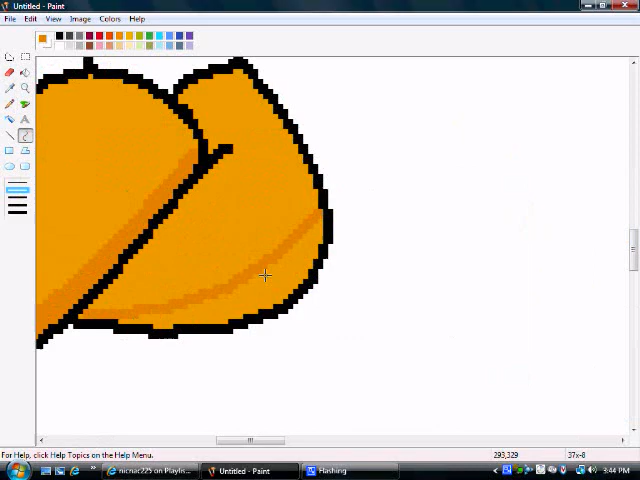 Untitled - Paint
File Edit View Image Colors Help
For Help, click Help Topics on the Help Menu.
293,329
37x-8
nicnac225 on Playlis...
Untitled - Paint
Flashing
3:44 PM